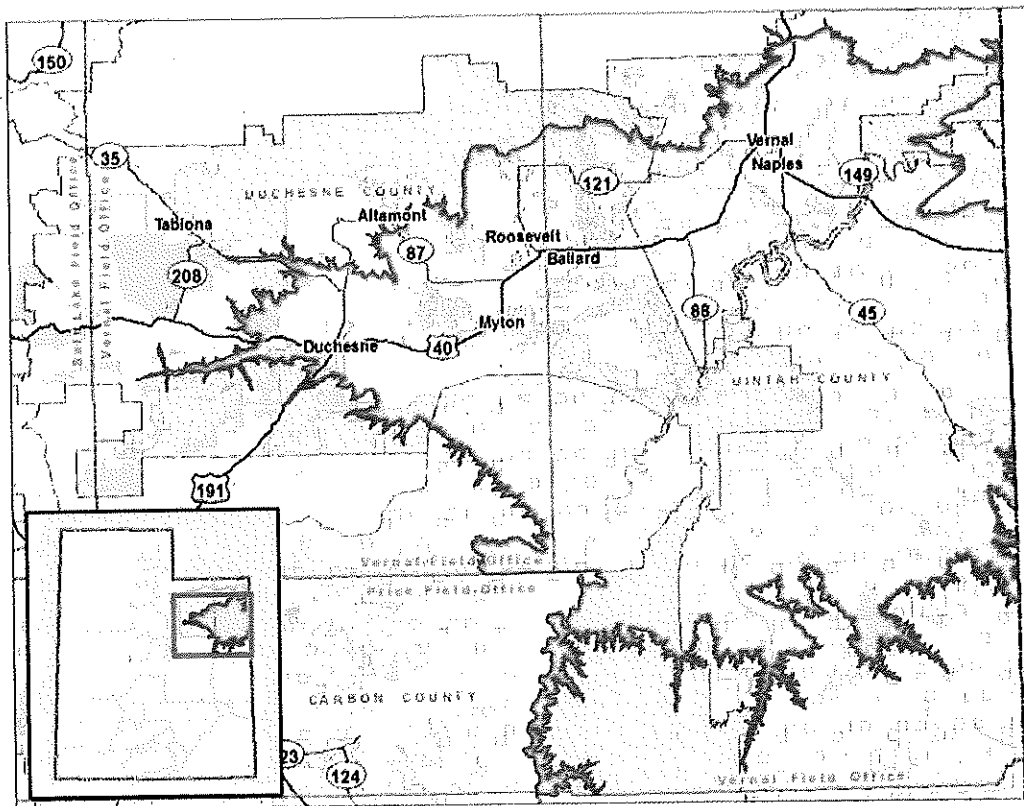 150
35
Salt Lake Field Office
Vernal Field Office
DUCHESNE COUNTY
Tabiona
Altamont
87
208
121
Vernal
Naples
149
Roosevelt
Ballard
88
45
Myton
Duchesne
40
UINTAH COUNTY
191
Vernal Field Office
Price Field Office
CARBON COUNTY
23
124
Vernal Field Office